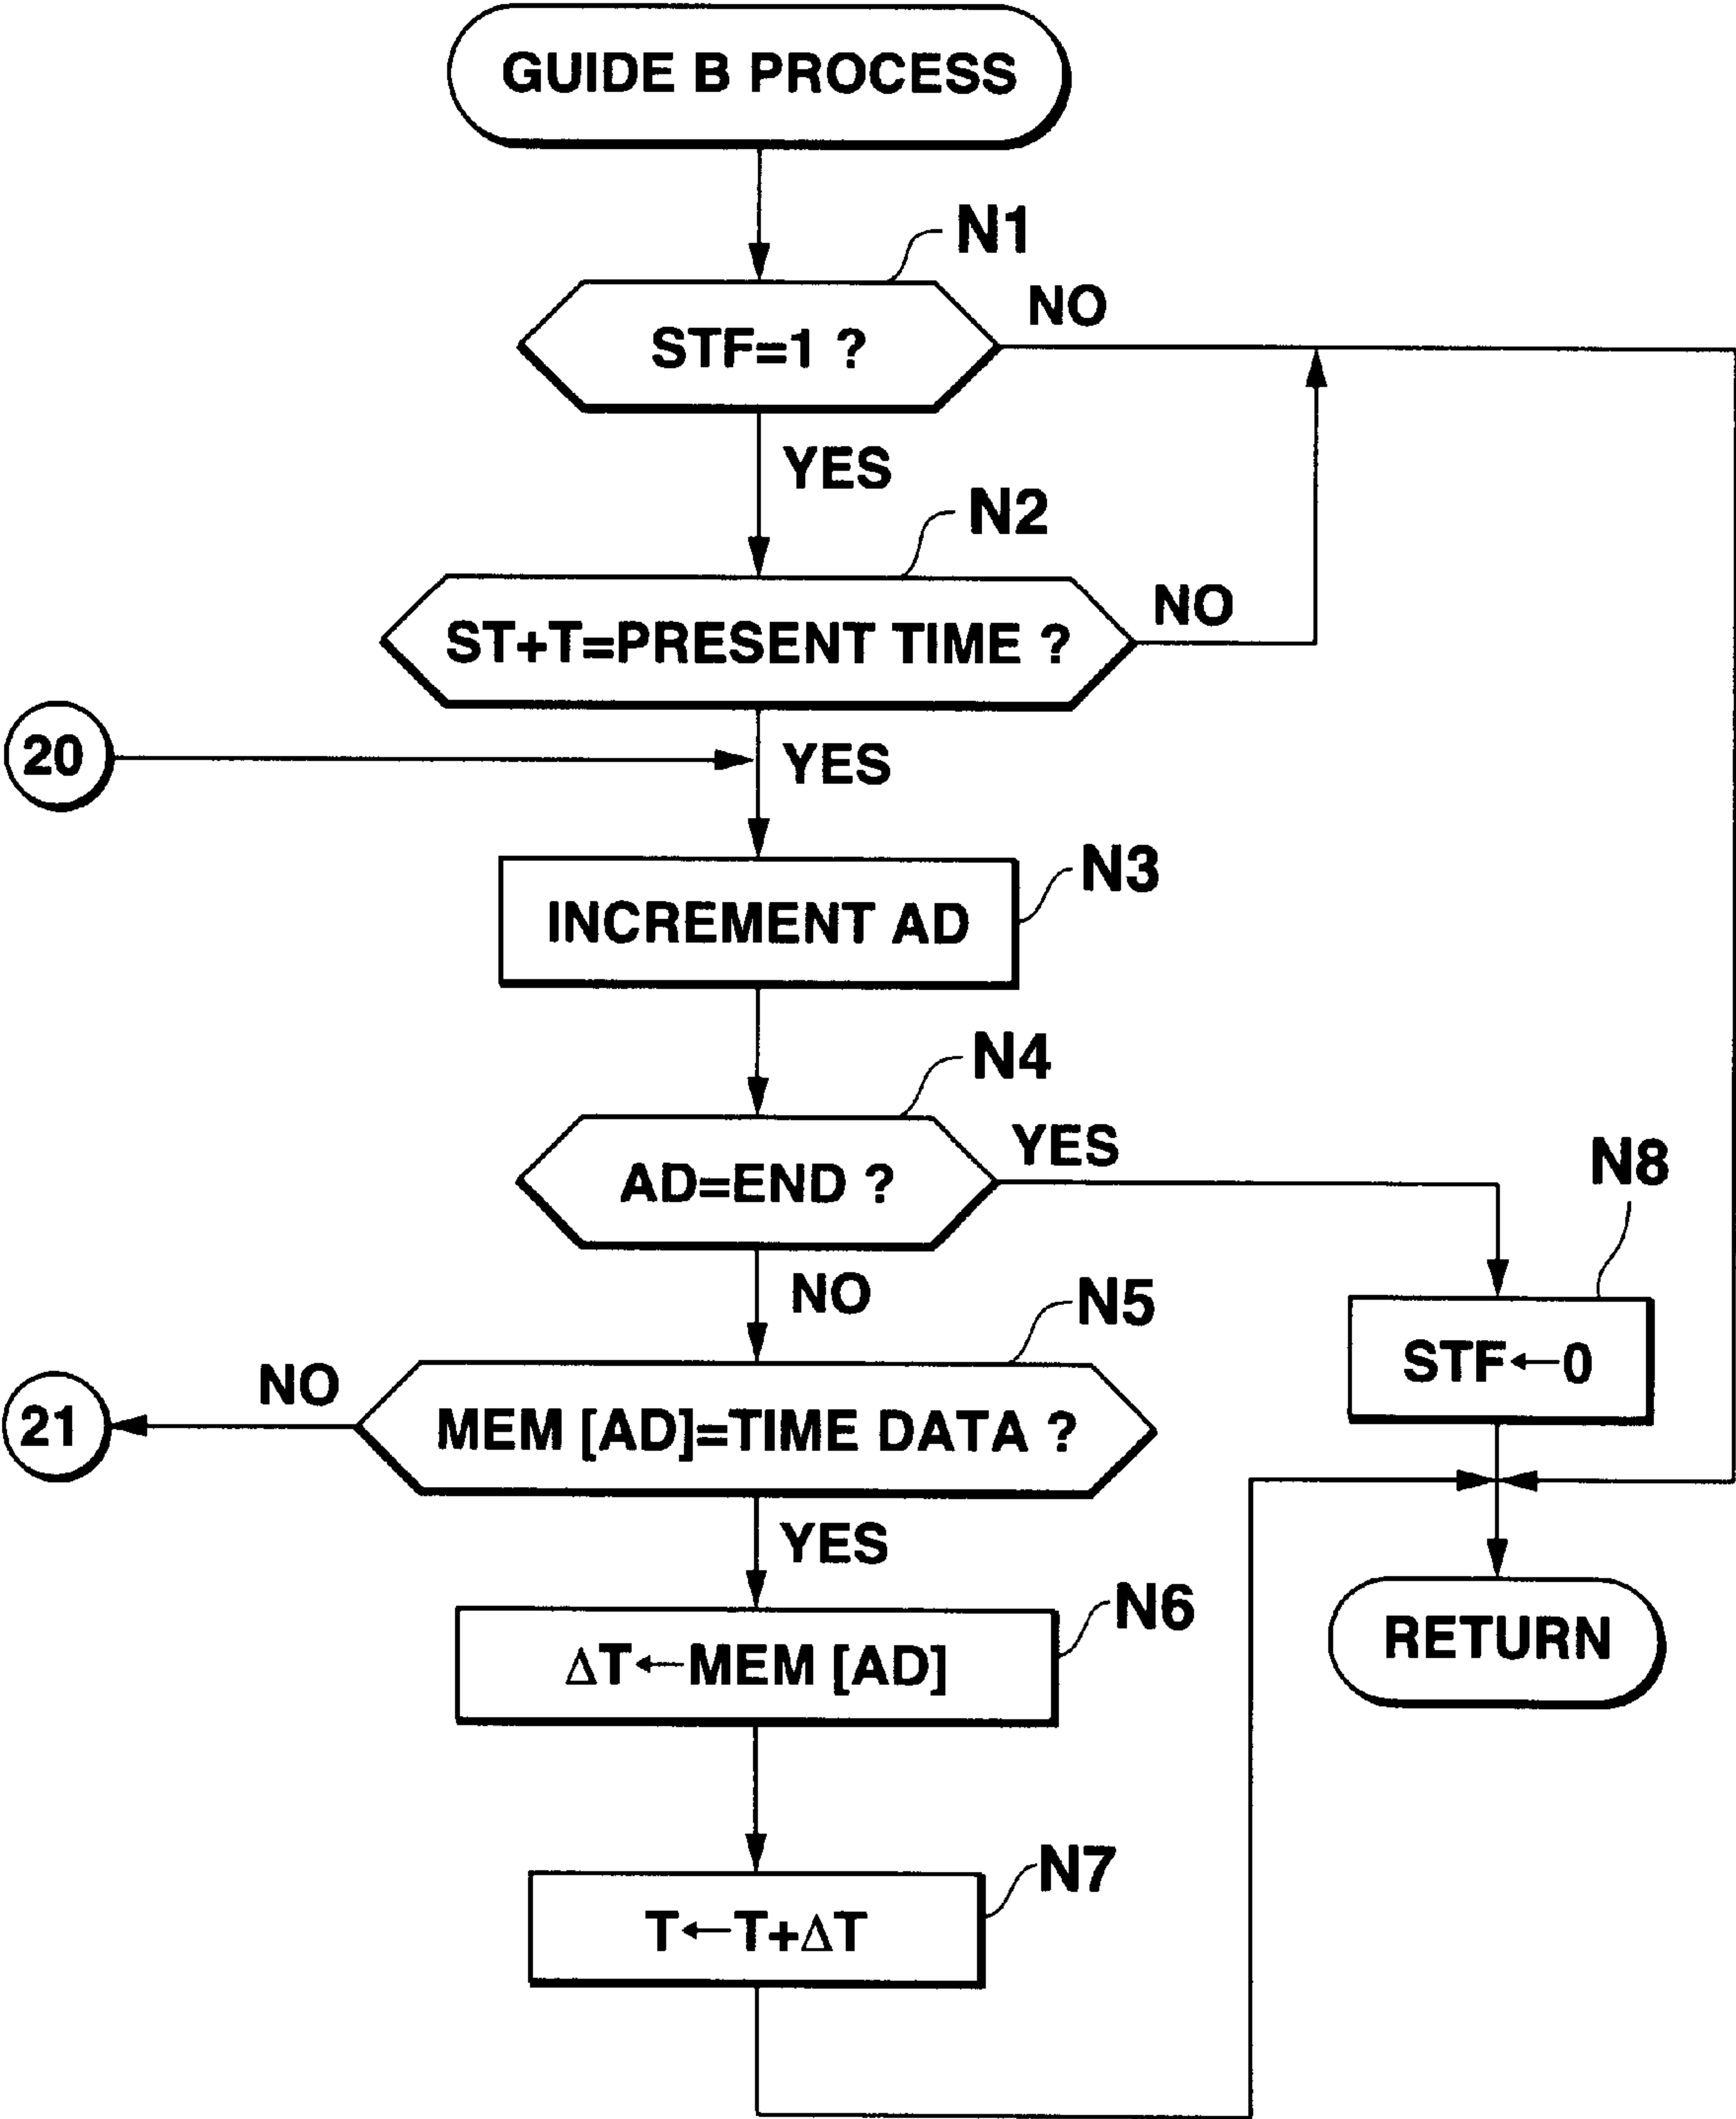 GUIDE B PROCESS
N1
STF=1 ?
NO
YES
N2
ST+T=PRESENT TIME ?
NO
20
YES
N3
INCREMENT AD
N4
AD=END ?
YES
N8
NO
N5
STF←0
21
NO
MEM [AD]=TIME DATA ?
YES
N6
ΔT←MEM [AD]
RETURN
N7
T←T+ΔT